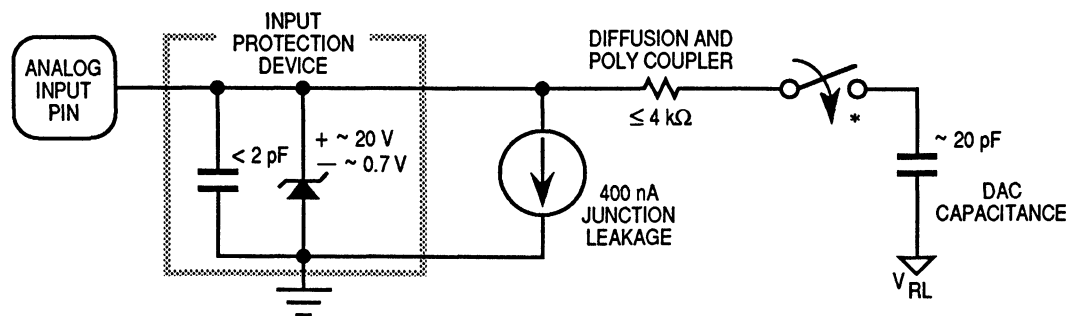 INPUT
PROTECTION
DEVICE
ANALOG
INPUT
PIN
< 2 pF
+ ~ 20 V
— ~ 0.7 V
400 nA
JUNCTION
LEAKAGE
DIFFUSION AND
POLY COUPLER
≤ 4 kΩ
*
~ 20 pF
DAC
CAPACITANCE
VRL